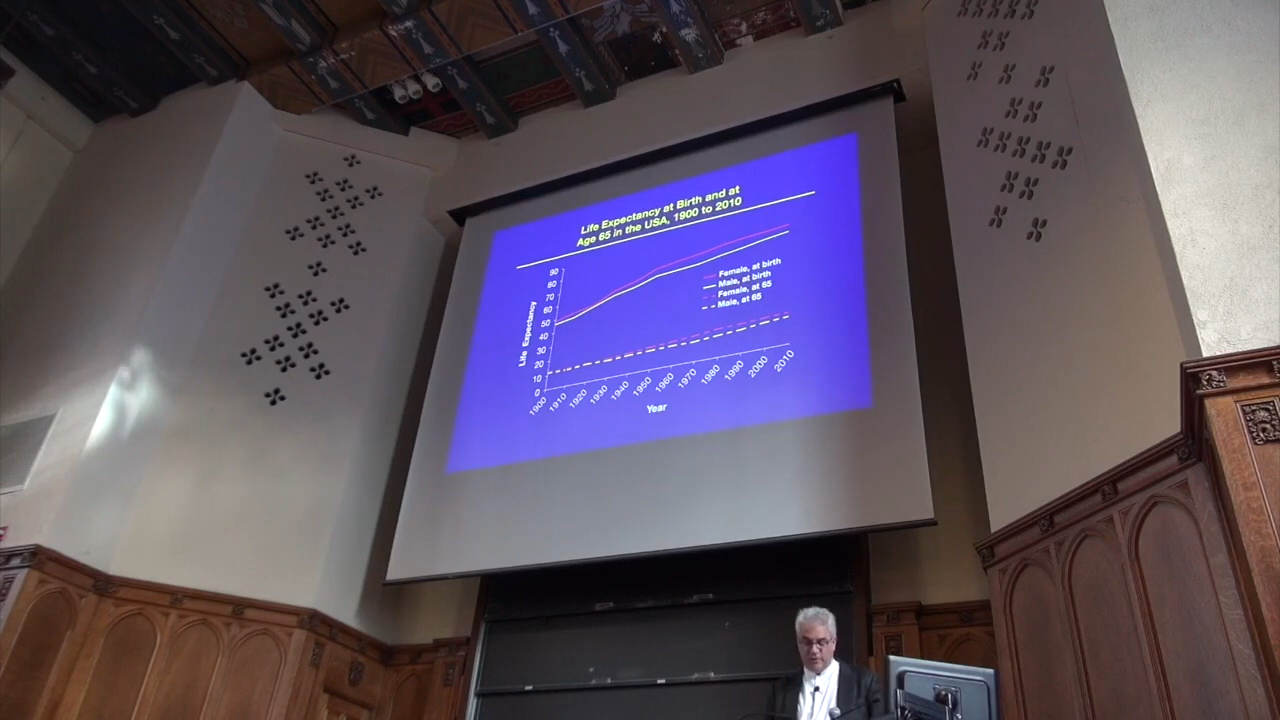 Life Expectancy at Birth and at
Age 65 in the USA, 1900 to 2010
Life Expectancy
90
80
70
60
50
40
30
20
10
0
Female, at birth
Male, at birth
Female, at 65
Male, at 65
1900
1910
1920
1930
1940
1950
1960
1970
1980
1990
2000
2010
Year